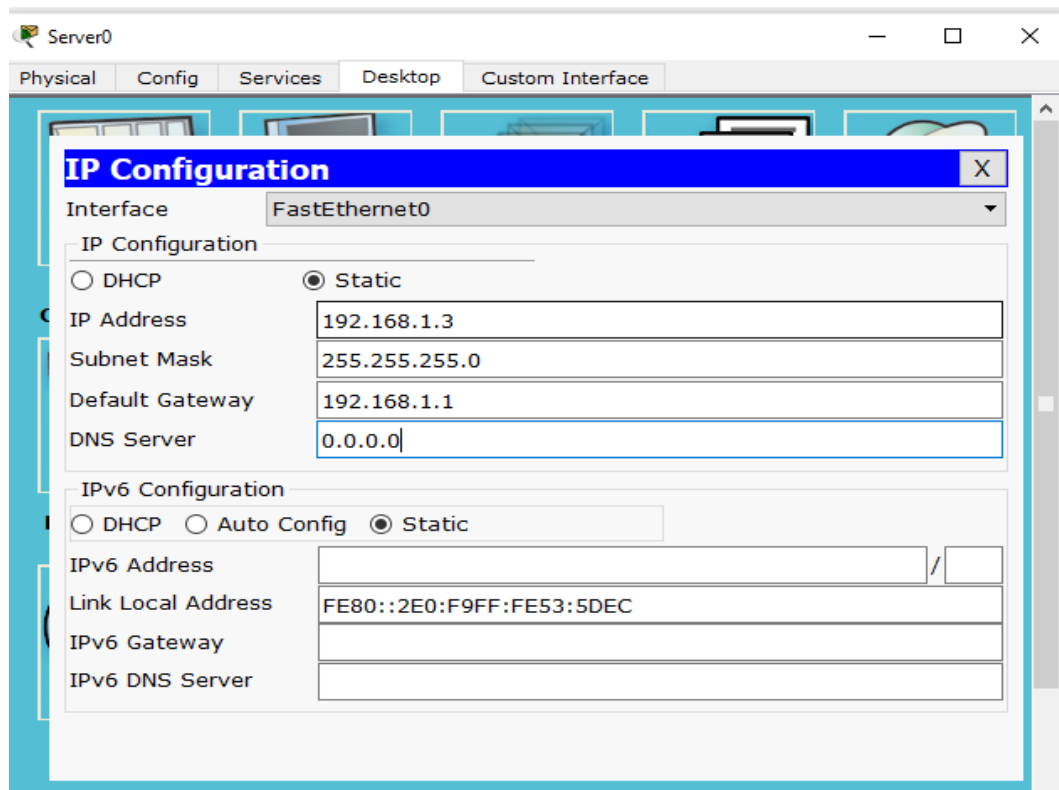 Server0
Physical Config Services Desktop Custom Interface
IP Configuration X
Interface FastEthernet0
IP Configuration
DHCP Static
IP Address 192.168.1.3
Subnet Mask 255.255.255.0
Default Gateway 192.168.1.1
DNS Server 0.0.0.0
IPv6 Configuration
DHCP Auto Config Static
IPv6 Address /
Link Local Address FE80::2E0:F9FF:FE53:5DEC
IPv6 Gateway
IPv6 DNS Server